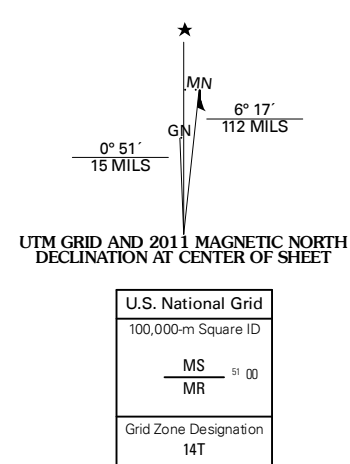 ★
MN
6° 17´
112 MILS
GN
0° 51´
15 MILS
UTM GRID AND 2011 MAGNETIC NORTH
DECLINATION AT CENTER OF SHEET
U.S. National Grid
100,000-m Square ID
MS
51 00
MR
Grid Zone Designation
14T